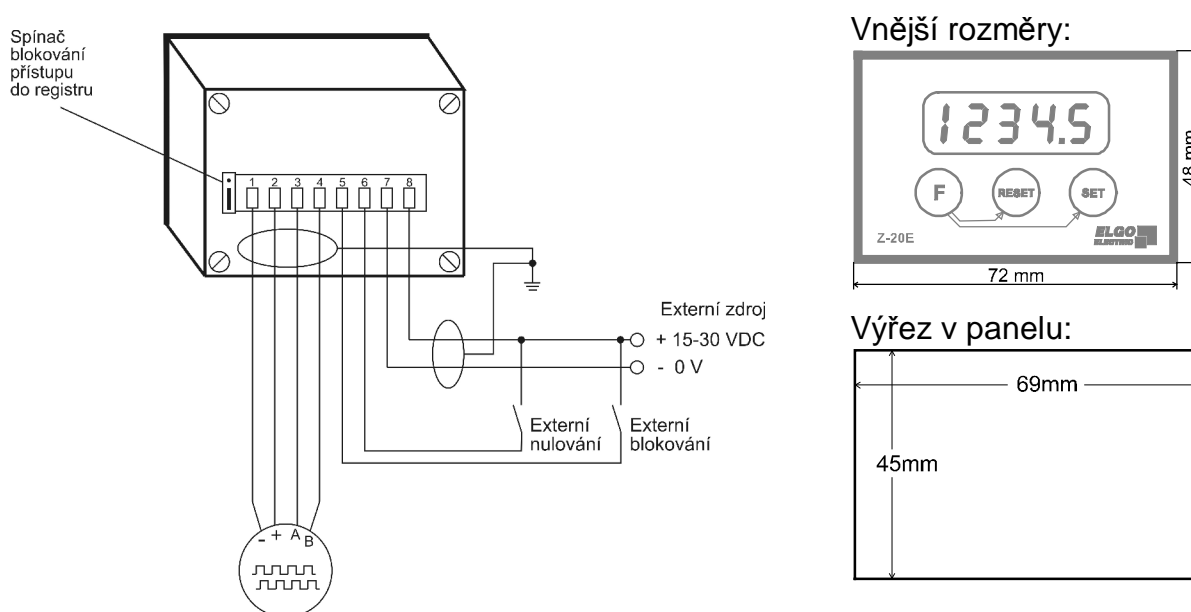 Spínač
blokování
přístupu
do registru
1 2 3 4 5 6 7 8
Externí zdroj
+ 15-30 VDC
- 0 V
Externí
nulování
Externí
blokování
- + A B
Vnější rozměry:
1234.5
F RESET SET
Z-20E
ELGO
ELECTRIC
48 mm
72 mm
Výřez v panelu:
69mm
45mm